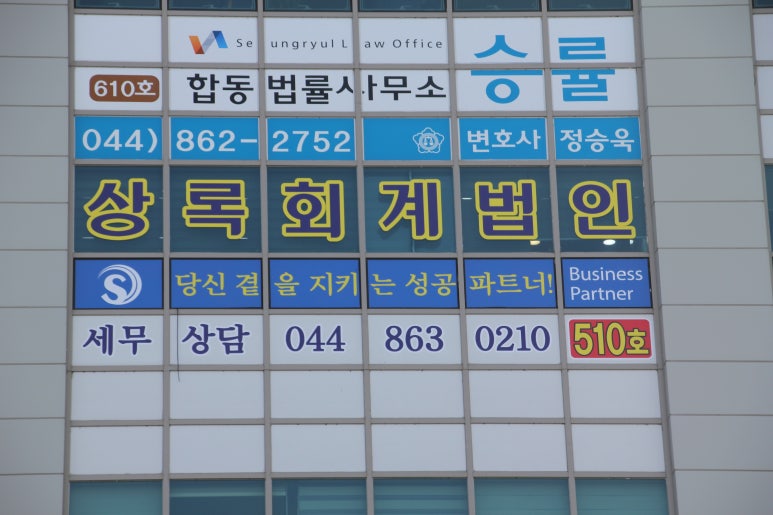 Seungryul Law Office
610호 합동법률사무소 승률
044) 862-2752 변호사 정승욱
상록회계법인
S 당신 곁을 지키는 성공 파트너! Business Partner
세무 상담 044 863 0210 510호